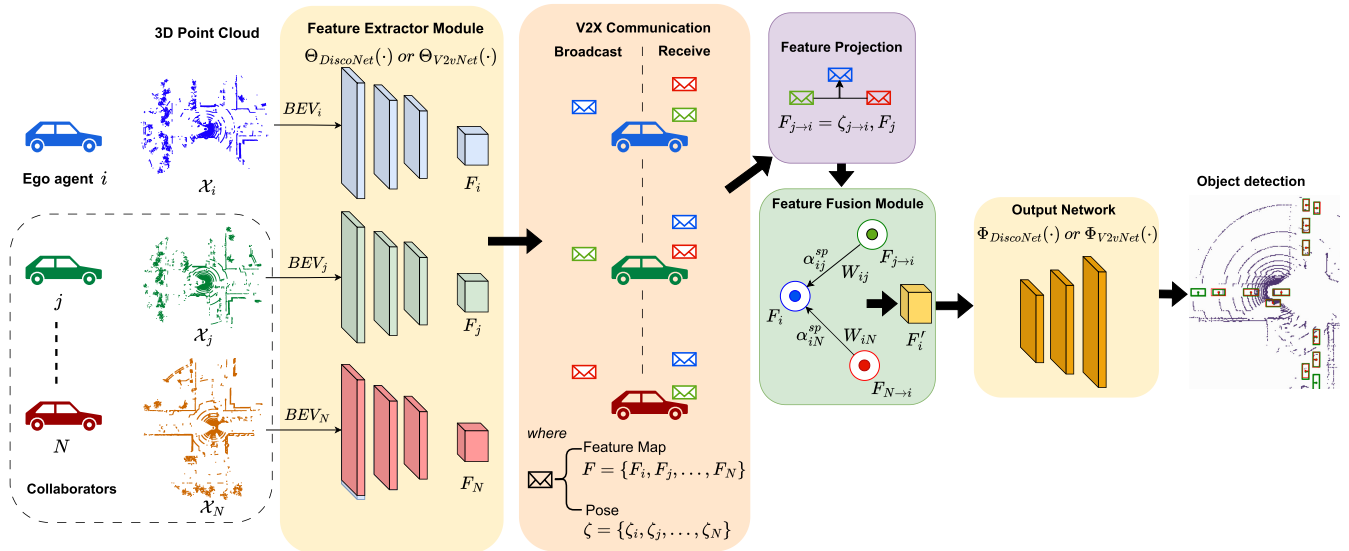 3D Point Cloud
Ego agent i
𝒳_i
j
𝒳_j
N
𝒳_N
Collaborators
BEV_i
BEV_j
BEV_N
Feature Extractor Module
Θ_{DiscoNet}(·) or Θ_{V2vNet}(·)
F_i
F_j
F_N
V2X Communication
Broadcast
Receive
where
Feature Map
F = {F_i, F_j, . . . , F_N}
Pose
ζ = {ζ_i, ζ_j, . . . , ζ_N}
Feature Projection
F_{j→i} = ζ_{j→i}, F_j
Feature Fusion Module
F_{j→i}
α_{ij}^{sp}
W_{ij}
F_i
α_{iN}^{sp}
W_{iN}
F_{N→i}
F_i′
Output Network
Φ_{DiscoNet}(·) or Φ_{V2vNet}(·)
Object detection